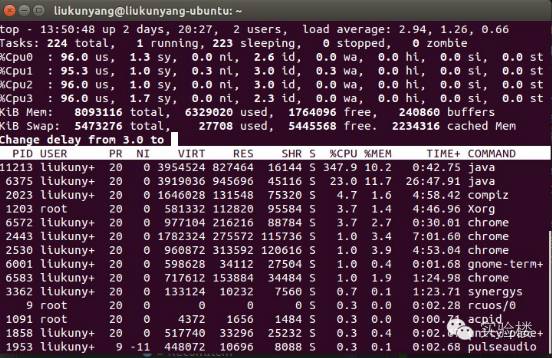 liukunyang@liukunyang-ubuntu: ~
top - 13:50:48 up 2 days, 20:27,  2 users,  load average: 2.94, 1.26, 0.66
Tasks: 224 total,   1 running, 223 sleeping,   0 stopped,   0 zombie
%Cpu0  : 96.0 us,  1.3 sy,  0.0 ni,  2.6 id,  0.0 wa,  0.0 hi,  0.0 si,  0.0 st
%Cpu1  : 95.3 us,  1.0 sy,  0.3 ni,  3.0 id,  0.3 wa,  0.0 hi,  0.0 si,  0.0 st
%Cpu2  : 96.0 us,  1.3 sy,  0.0 ni,  2.6 id,  0.0 wa,  0.0 hi,  0.0 si,  0.0 st
%Cpu3  : 96.0 us,  1.7 sy,  0.0 ni,  2.3 id,  0.0 wa,  0.0 hi,  0.0 si,  0.0 st
KiB Mem:   8093116 total,  6329020 used,  1764096 free,   240816 buffers
KiB Swap:  5473276 total,    27708 used,  5445568 free.  2234316 cached Mem
Change delay from 3.0 to
PID USER      PR  NI    VIRT    RES    SHR S  %CPU %MEM     TIME+ COMMAND
11213 liukuny+  20   0 3954524 827464  16144 S 347.9 10.2   0:42.75 java
6375 liukuny+  20   0 3919036 945696  45116 S  23.0 11.7  26:47.91 java
2023 liukuny+  20   0 1646028 131548  75320 S   4.7  1.6   4:58.42 compiz
1203 root      20   0  581332 112820  95584 S   3.7  1.4   4:46.96 Xorg
6572 liukuny+  20   0  977104 216216  88784 S   3.7  2.7   0:30.01 chrome
2443 liukuny+  20   0 1782324 275572 115736 S   1.0  3.4   7:01.60 chrome
2530 liukuny+  20   0  960872 313592 120616 S   1.0  3.9   4:53.04 chrome
6001 liukuny+  20   0  598628  34112  27504 S   1.0  0.4   0:01.68 gnome-term+
6583 liukuny+  20   0  717612 153884  34484 S   1.0  1.9   1:24.98 chrome
3362 liukuny+  20   0  133124  10232   7560 S   0.7  0.1   1:23.71 synergys
9 root      20   0       0      0      0 S   0.3  0.0   0:02.28 rcuos/0
1091 root      20   0    4372   1656   1484 S   0.3  0.0   0:00.71 acpid
1858 liukuny+  20   0  517740  33296  25232 S   0.3  0.4
1953 liukuny+   9 -11  448072  10696   8088 S   0.3  0.1   0:02.68 pulseaudio
实验楼